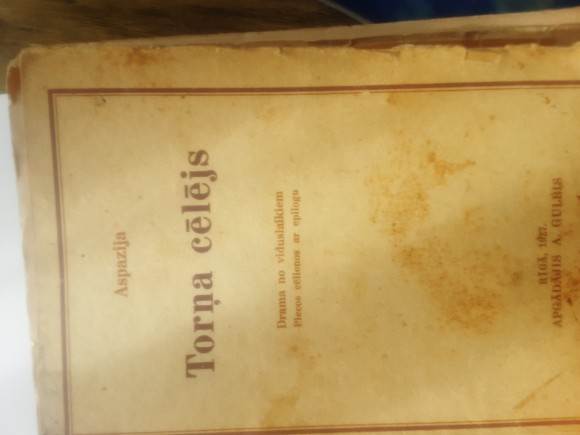 Aspazija
Torņa cēlējs
Drama no viduslaikiem
Piecos cēlienos ar epilogu
RĪGĀ, 1927.
APGĀDĀJIS A. GULBIS